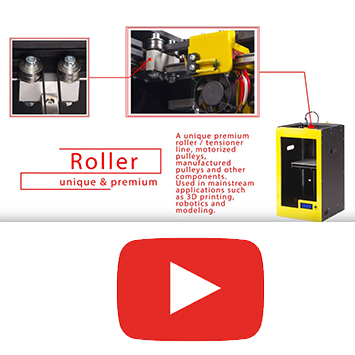 Roller
unique & premium
A unique premium
roller / tensioner
line, motorized
pulleys,
manufactured
pulleys and other
components.
Used in mainstream
applications such
as 3D printing,
robotics and
modeling.